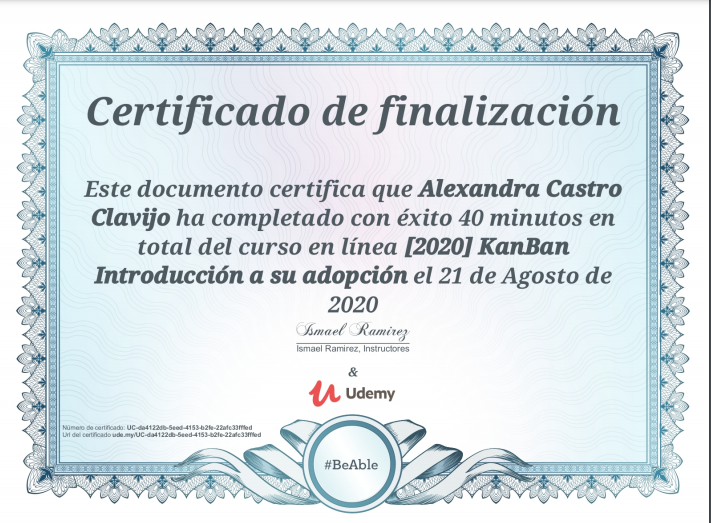 Certificado de finalización
Este documento certifica que Alexandra Castro
Clavijo ha completado con éxito 40 minutos en
total del curso en línea [2020] KanBan
Introducción a su adopción el 21 de Agosto de
2020
Ismael Ramirez
Ismael Ramirez, Instructores
&
Udemy
Número de certificado: UC-da4122db-5eed-4153-b2fe-22afc33fffed
Url del certificado ude.my/UC-da4122db-5eed-4153-b2fe-22afc33fffed
#BeAble